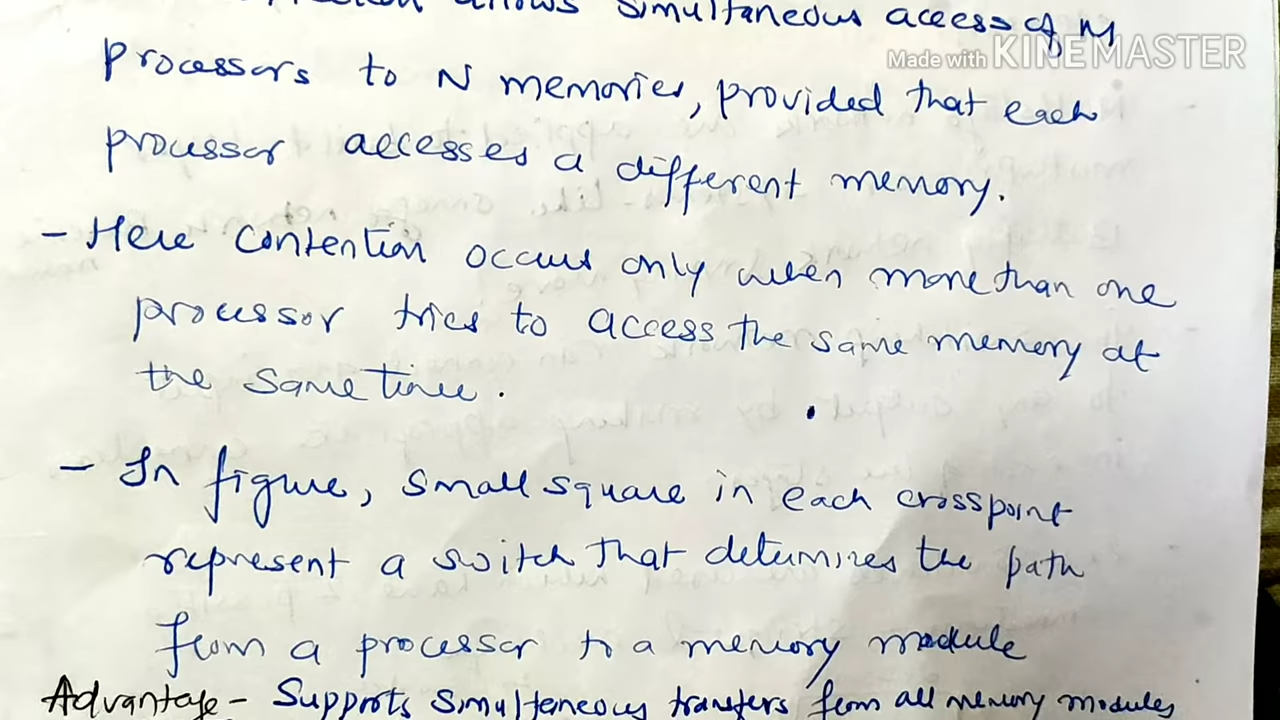 allows simultaneous access of M
Made with KINEMASTER
processors to N memories, provided that each
processor accesses a different memory.
- Here contention occurs only when more than one
processor tries to access the same memory at
the same time.
- In figure, small square in each crosspoint
represent a switch that determines the path
from a processor to a memory module
Advantage - Supports simultaneous transfers from all memory modules